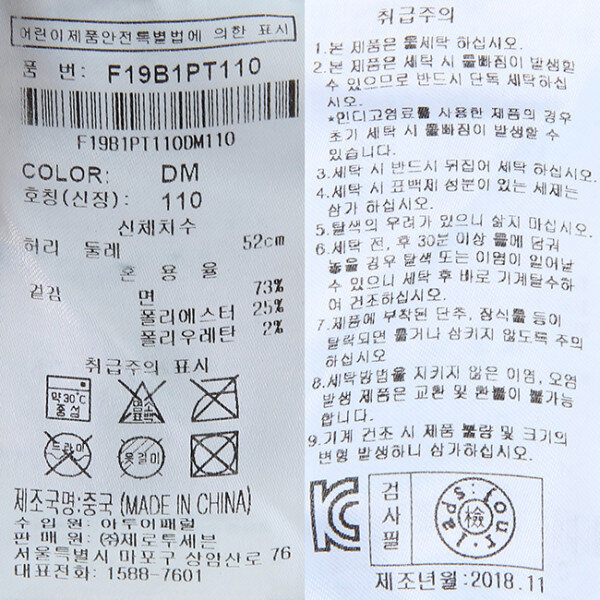 어린이제품안전특별법에 의한 표시
품 번: F19B1PT110
F19B1PT110DM110
COLOR: DM
호칭(신장): 110
신체치수
허리 둘레 52cm
혼 용 율
겉감 면 73%
폴리에스터 25%
폴리우레탄 2%
취급주의 표시
약30℃
중성
염소
표백
드라이
옷걸이
제조국명:중국 (MADE IN CHINA)
수 입 원: 아두이패럴
판 매 원: ㈜제로투세븐
서울특별시 마포구 상암산로 76
대표전화: 1588-7601
취급주의
1.본 제품은 물세탁 하십시오.
2.본 제품은 세탁 시 물빠짐이 발생할
수 있으므로 반드시 단독 세탁하십
시오.
*인디고염료를 사용한 제품의 경우
초기 세탁 시 물빠짐이 발생할 수
있습니다.
3.세탁 시 반드시 뒤집어 세탁 하십시오.
4.세탁 시 표백제 성분이 있는 세제는
삼가 하십시오.
5.탈색의 우려가 있으니 삶지 마십시오.
6.세탁 전, 후 30분 이상 물에 담궈
놓을 경우 탈색 또는 이염이 일어날
수 있으니 세탁 후 바로 기계탈수하
여 건조하십시오.
7.제품에 부착된 단추, 장식물 등이
탈락되면 물거나 삼키지 않도록 주의
하십시오
8.세탁방법을 지키지 않은 이염, 오염
발생 제품은 교환 및 환불이 불가능
합니다.
9.기계 건조 시 제품 불량 및 크기의
변형 발생하니 삼가하십시오.
검
사
필
four laps.
檢
제조년월:2018.11